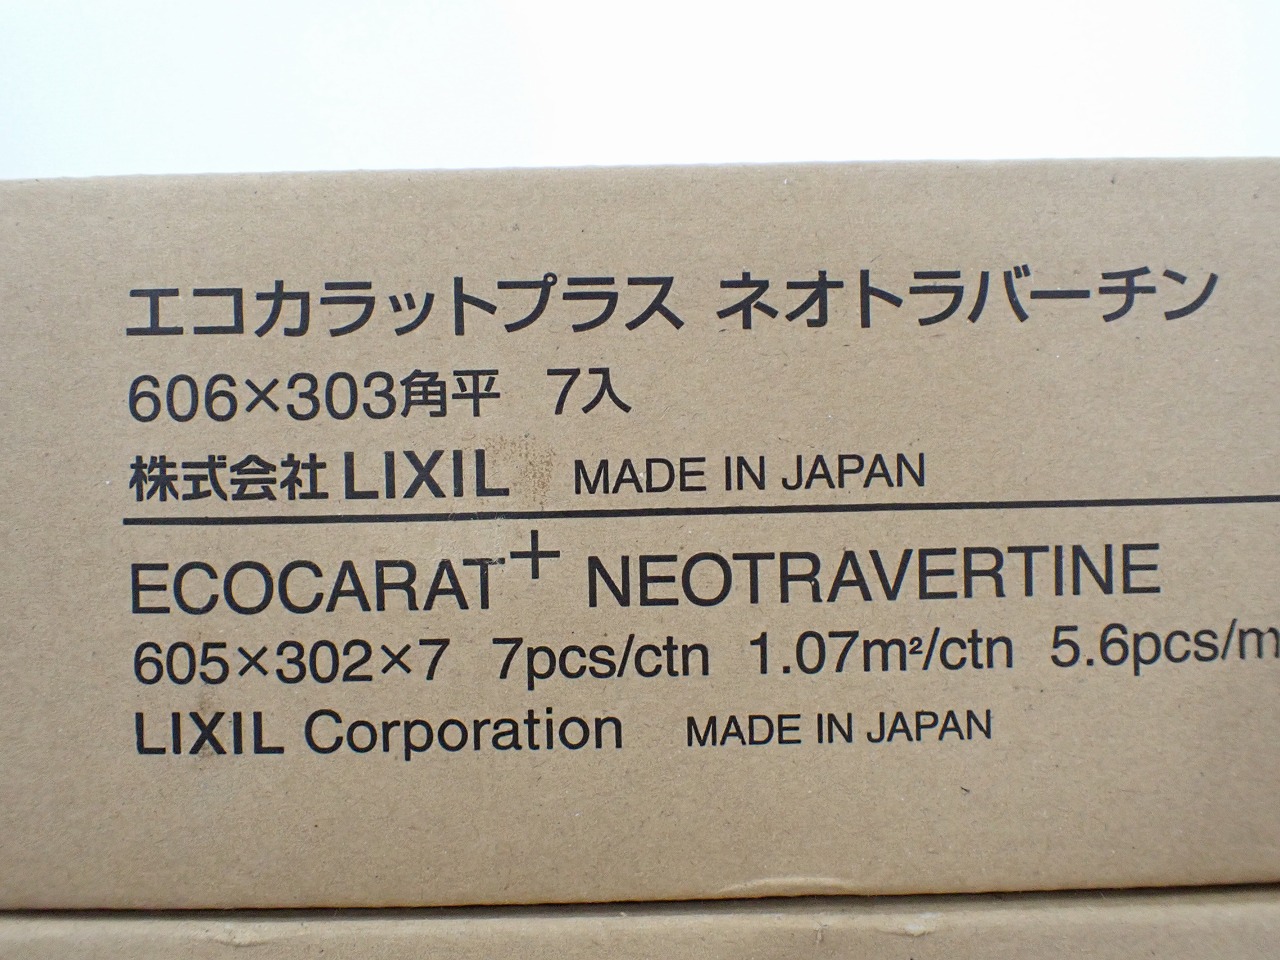 エコカラットプラス ネオトラバーチン
606×303角平 7入
株式会社 LIXIL MADE IN JAPAN
ECOCARAT+ NEOTRAVERTINE
605×302×7 7pcs/ctn 1.07m²/ctn 5.6pcs/m
LIXIL Corporation MADE IN JAPAN